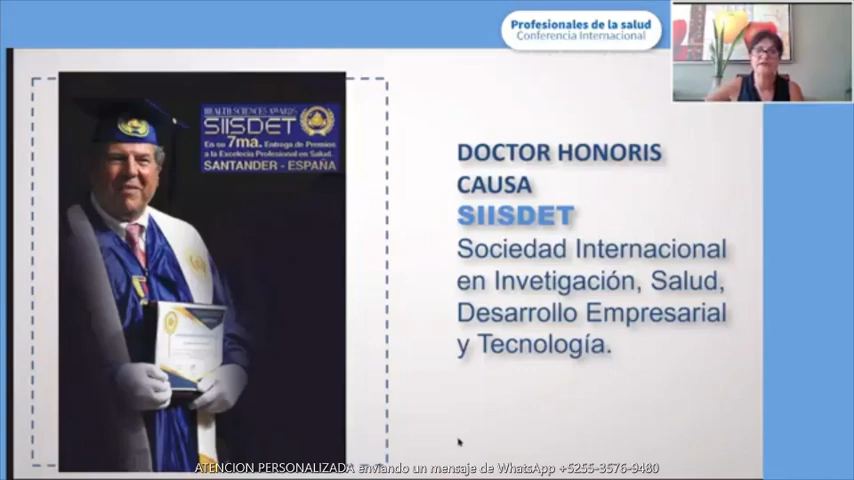 Profesionales de la salud
Conferencia Internacional
HEALTH SCIENCES AWARDS
SIISDET
En su 7ma. Entrega de Premios
a la Excelecia Profesional en Salud.
SANTANDER - ESPAÑA
DOCTOR HONORIS
CAUSA
SIISDET
Sociedad Internacional
en Invetigación, Salud,
Desarrollo Empresarial
y Tecnología.
ATENCION PERSONALIZADA enviando un mensaje de WhatsApp +5255-3576-9480